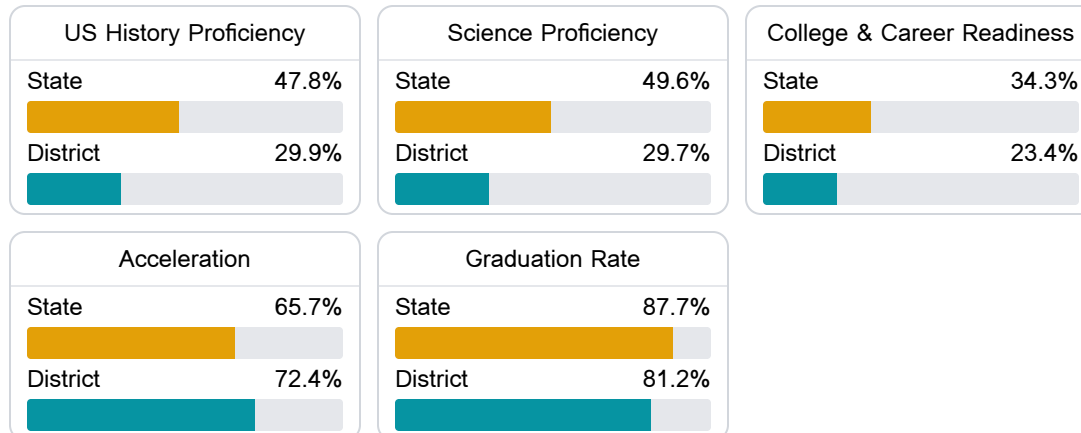 US History Proficiency
State 47.8%
District 29.9%
Science Proficiency
State 49.6%
District 29.7%
College & Career Readiness
State 34.3%
District 23.4%
Acceleration
State 65.7%
District 72.4%
Graduation Rate
State 87.7%
District 81.2%